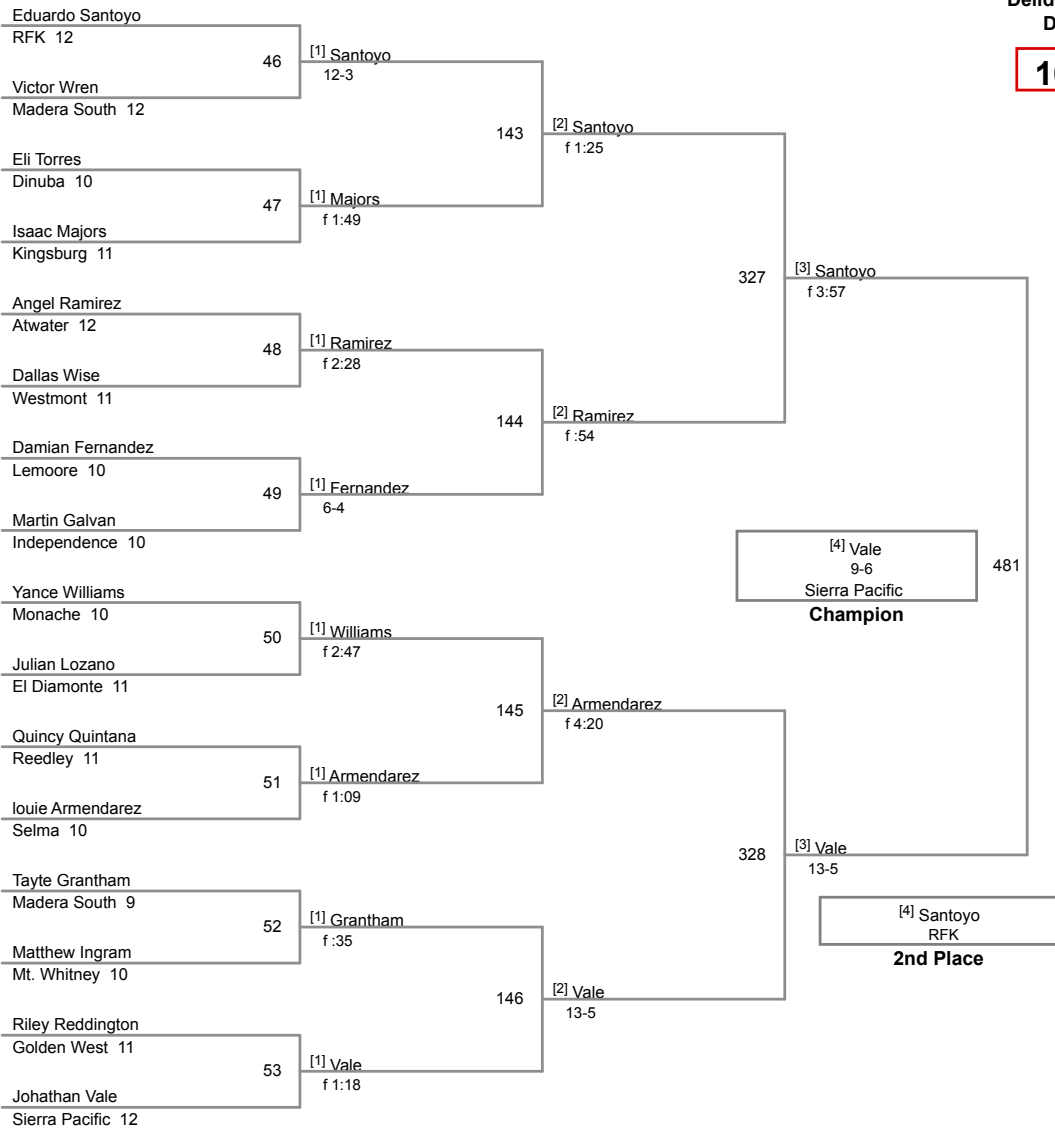 Eduardo Santoyo
RFK 12
46
Victor Wren
Madera South 12
[1] Santoyo
12-3
Eli Torres
Dinuba 10
47
Isaac Majors
Kingsburg 11
[1] Majors
f 1:49
143
[2] Santoyo
f 1:25
Angel Ramirez
Atwater 12
48
Dallas Wise
Westmont 11
[1] Ramirez
f 2:28
Damian Fernandez
Lemoore 10
49
Martin Galvan
Independence 10
[1] Fernandez
6-4
144
[2] Ramirez
f :54
327
[3] Santoyo
f 3:57
Yance Williams
Monache 10
50
Julian Lozano
El Diamonte 11
[1] Williams
f 2:47
Quincy Quintana
Reedley 11
51
louie Armendarez
Selma 10
[1] Armendarez
f 1:09
145
[2] Armendarez
f 4:20
Tayte Grantham
Madera South 9
52
Matthew Ingram
Mt. Whitney 10
[1] Grantham
f :35
Riley Reddington
Golden West 11
53
Johathan Vale
Sierra Pacific 12
[1] Vale
f 1:18
146
[2] Vale
13-5
328
[3] Vale
13-5
481
[4] Vale
9-6
Sierra Pacific
Champion
[4] Santoyo
RFK
2nd Place